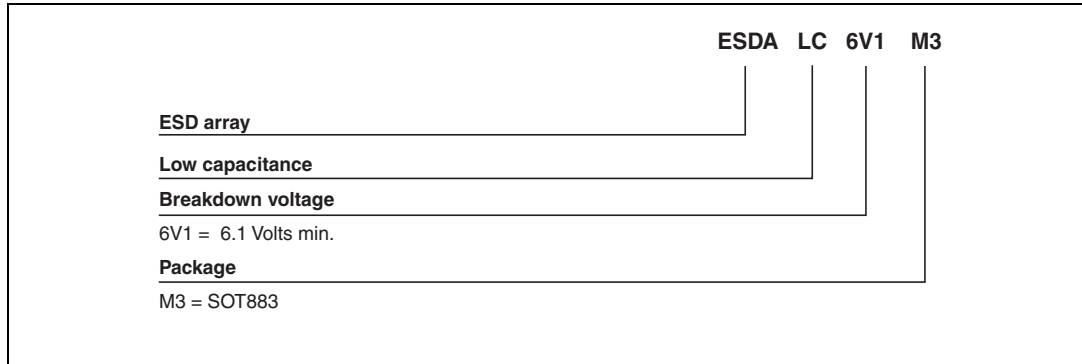 ESDA LC 6V1 M3
ESD array
Low capacitance
Breakdown voltage
6V1 = 6.1 Volts min.
Package
M3 = SOT883